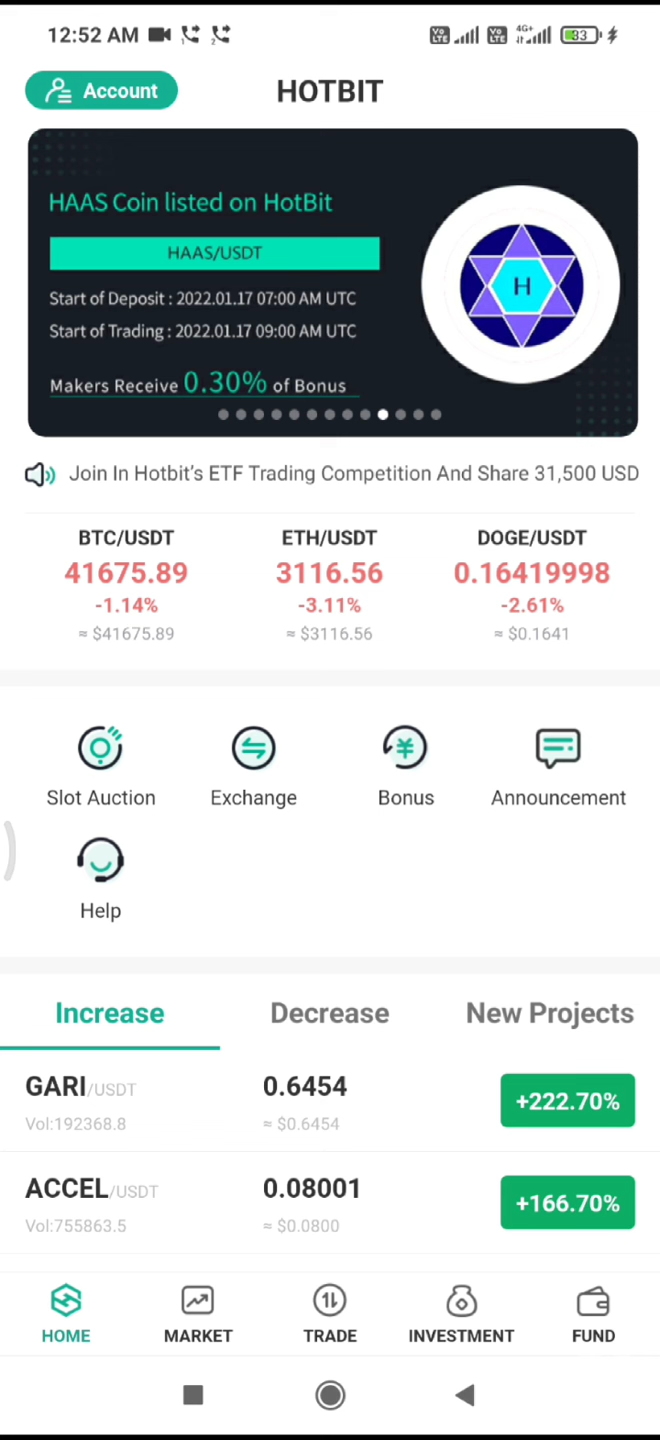 12:52 AM
4G+
33
Account
HOTBIT
HAAS Coin listed on HotBit
HAAS/USDT
Start of Deposit : 2022.01.17 07:00 AM UTC
Start of Trading : 2022.01.17 09:00 AM UTC
Makers Receive 0.30% of Bonus
H
Join In Hotbit's ETF Trading Competition And Share 31,500 USD
BTC/USDT ETH/USDT DOGE/USDT
41675.89 3116.56 0.16419998
-1.14% -3.11% -2.61%
≈ $41675.89 ≈ $3116.56 ≈ $0.1641
Slot Auction Exchange Bonus Announcement
Help
Increase Decrease New Projects
GARI/USDT 0.6454 +222.70%
Vol:192368.8 ≈ $0.6454
ACCEL/USDT 0.08001 +166.70%
Vol:755863.5 ≈ $0.0800
HOME MARKET TRADE INVESTMENT FUND